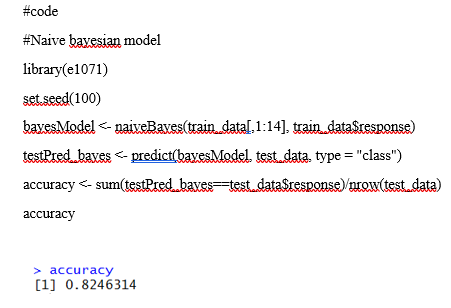 #code
#Naive bayesian model
library(e1071)
set.seed(100)
bayesModel <- naiveBayes(train_data[,1:14], train_data$response)
testPred_bayes <- predict(bayesModel, test_data, type = "class")
accuracy <- sum(testPred_bayes==test_data$response)/nrow(test_data)
accuracy
> accuracy
[1] 0.8246314